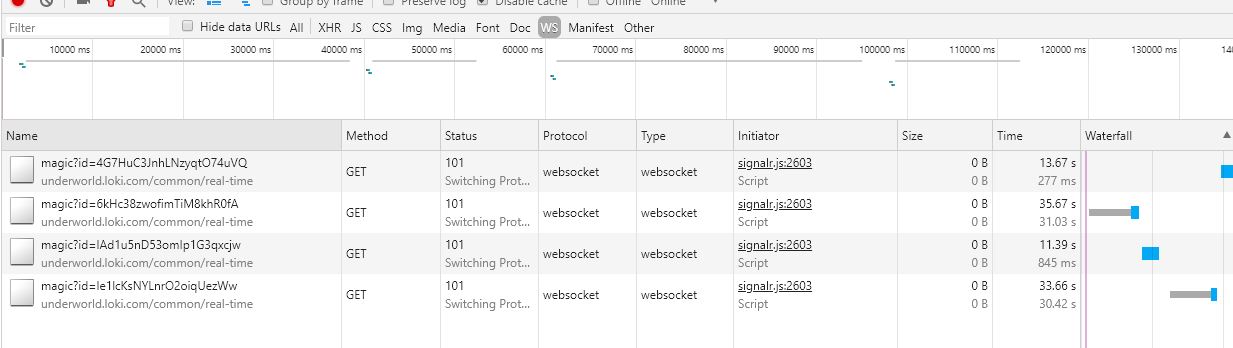 View: Group by frame Preserve log Disable cache Offline Online
Filter Hide data URLs All XHR JS CSS Img Media Font Doc WS Manifest Other
10000 ms 20000 ms 30000 ms 40000 ms 50000 ms 60000 ms 70000 ms 80000 ms 90000 ms 100000 ms 110000 ms 120000 ms 130000 ms 140
Name Method Status Protocol Type Initiator Size Time Waterfall
magic?id=4G7HuC3JnhLNzyqtO74uVQ 101 signalr.js:2603 0 B 13.67 s
GET websocket websocket
underworld.loki.com/common/real-time Switching Prot... Script 0 B 277 ms
magic?id=6kHc38zwofimTiM8khR0fA 101 signalr.js:2603 0 B 35.67 s
GET websocket websocket
underworld.loki.com/common/real-time Switching Prot... Script 0 B 31.03 s
magic?id=lAd1u5nD53omIp1G3qxcjw 101 signalr.js:2603 0 B 11.39 s
GET websocket websocket
underworld.loki.com/common/real-time Switching Prot... Script 0 B 845 ms
magic?id=Ie1IcKsNYLnrO2oiqUezWw 101 signalr.js:2603 0 B 33.66 s
GET websocket websocket
underworld.loki.com/common/real-time Switching Prot... Script 0 B 30.42 s